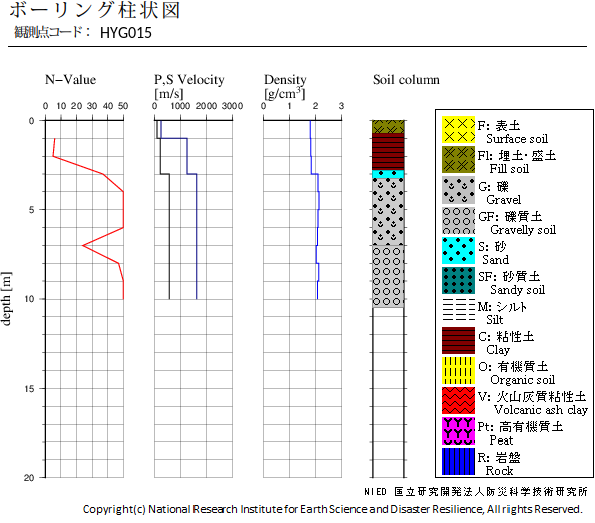 ボーリング柱状図
観測点コード： HYG015
N-Value
P,S Velocity
Density
Soil column
[m/s]
[g/cm3]
0 10 20 30 40 50
0 1000 2000 3000
0 1 2 3
depth [m]
0
5
10
15
20
F: 表土
Surface soil
Fl: 埋土・盛土
Fill soil
G: 礫
Gravel
GF: 礫質土
Gravelly soil
S: 砂
Sand
SF: 砂質土
Sandy soil
M: シルト
Silt
C: 粘性土
Clay
O: 有機質土
Organic soil
V: 火山灰質粘性土
Volcanic ash clay
Pt: 高有機質土
Peat
R: 岩盤
Rock
NIED 国立研究開発法人防災科学技術研究所
Copyright(c) National Research Institute for Earth Science and Disaster Resilience, All rights Reserved.